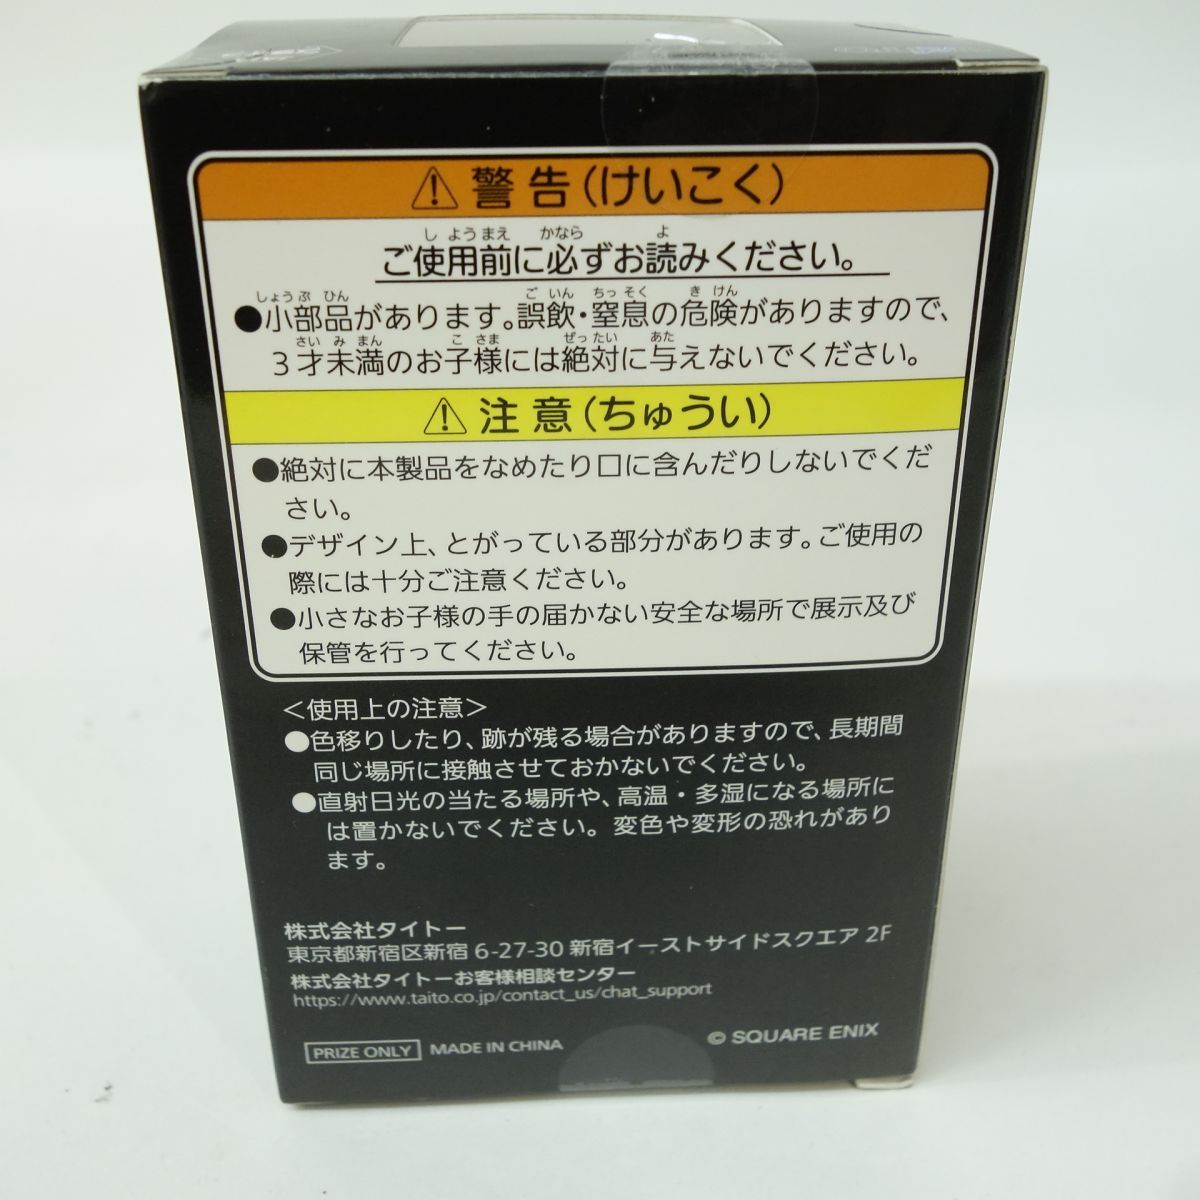 警告(けいこく)
しようまえ かなら よ
ご使用前に必ずお読みください。
しょうぶひん ごいん ちっそく きけん
●小部品があります。誤飲・窒息の危険がありますので、
さいみまん こさま ぜったい あた
3才未満のお子様には絶対に与えないでください。
注意(ちゅうい)
●絶対に本製品をなめたり口に含んだりしないでくだ
さい。
●デザイン上、とがっている部分があります。ご使用の
際には十分ご注意ください。
●小さなお子様の手の届かない安全な場所で展示及び
保管を行ってください。
<使用上の注意>
●色移りしたり、跡が残る場合がありますので、長期間
同じ場所に接触させておかないでください。
●直射日光の当たる場所や、高温・多湿になる場所に
は置かないでください。変色や変形の恐れがあり
ます。
株式会社タイトー
東京都新宿区新宿 6-27-30 新宿イーストサイドスクエア 2F
株式会社タイトーお客様相談センター
https://www.taito.co.jp/contact_us/chat_support
PRIZE ONLY MADE IN CHINA © SQUARE ENIX